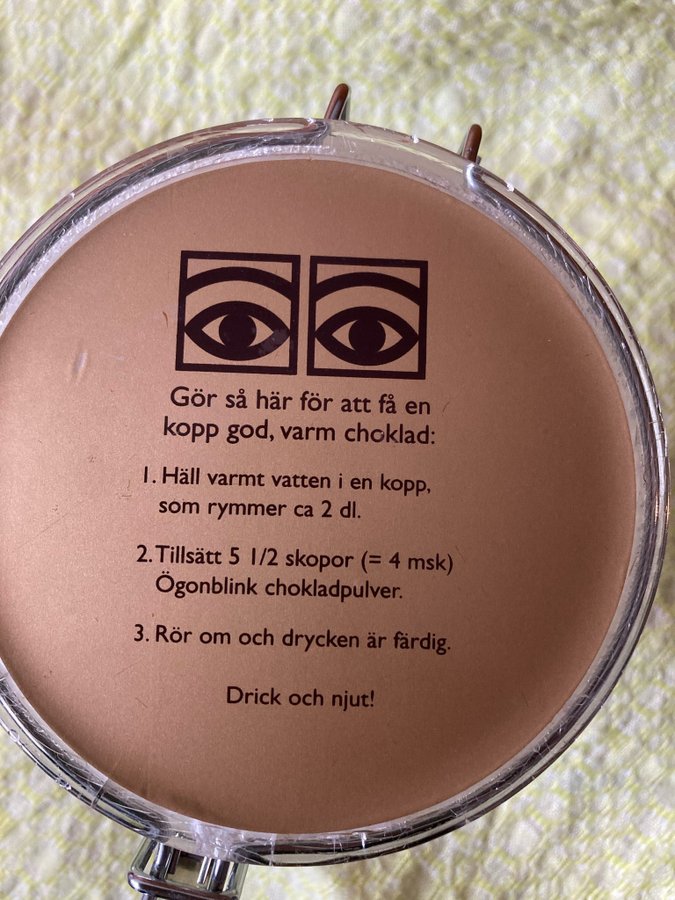 Gör så här för att få en
kopp god, varm choklad:
1. Häll varmt vatten i en kopp,
som rymmer ca 2 dl.
2. Tillsätt 5 1/2 skopor (= 4 msk)
Ögonblink chokladpulver.
3. Rör om och drycken är färdig.
Drick och njut!